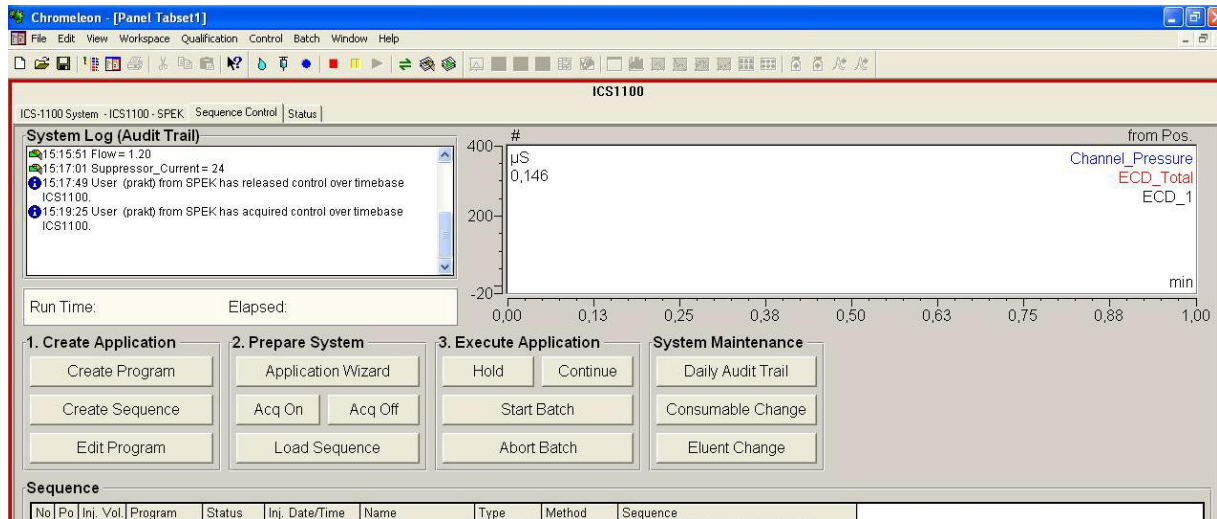 Chromeleon - [Panel Tabset1]
File Edit View Workspace Qualification Control Batch Window Help
ICS1100
ICS-1100 System - ICS1100 - SPEK Sequence Control Status
System Log (Audit Trail)
15:15:51 Flow = 1.20
15:17:01 Suppressor_Current = 24
15:17:49 User (prakt) from SPEK has released control over timebase
ICS1100.
15:19:25 User (prakt) from SPEK has acquired control over timebase
ICS1100.
Run Time: Elapsed:
# from Pos.
400
µS Channel_Pressure
0,146 ECD_Total
ECD_1
200
min
-20
0,00 0,13 0,25 0,38 0,50 0,63 0,75 0,88 1,00
1. Create Application 2. Prepare System 3. Execute Application System Maintenance
Create Program Application Wizard Hold Continue Daily Audit Trail
Create Sequence Acq On Acq Off Start Batch Consumable Change
Edit Program Load Sequence Abort Batch Eluent Change
Sequence
No Po Inj. Vol. Program Status Inj. Date/Time Name Type Method Sequence